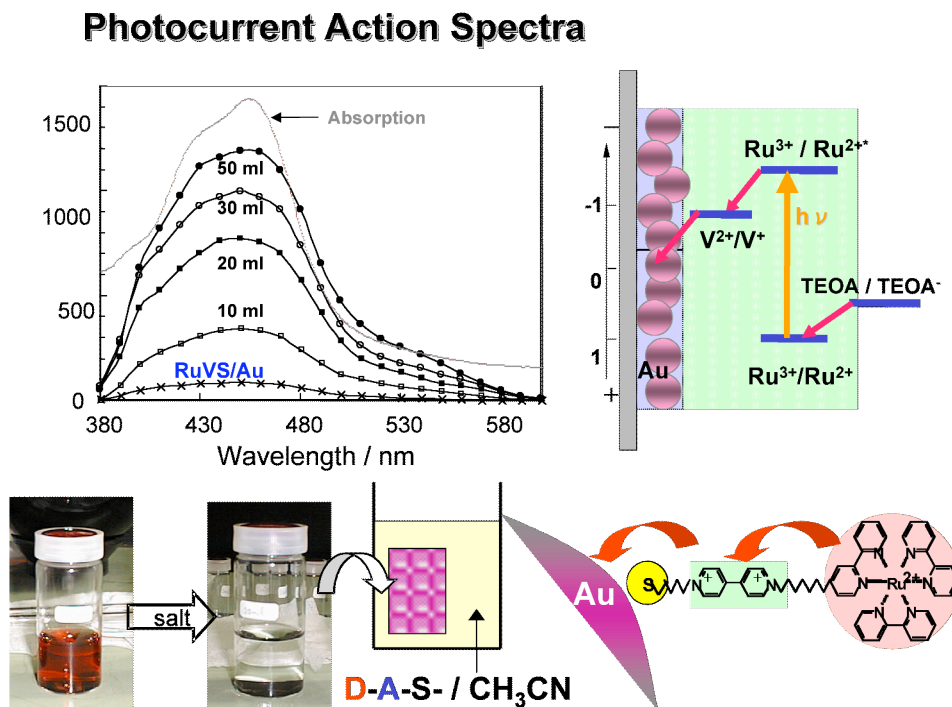 Photocurrent Action Spectra
1500
1000
500
0
380
430
480
530
580
Wavelength / nm
Absorption
50 ml
30 ml
20 ml
10 ml
RuVS/Au
–
-1
0
1
+
Au
Ru³⁺ / Ru²⁺*
h ν
V²⁺/V⁺
TEOA / TEOA⁻
Ru³⁺/Ru²⁺
salt
D-A-S- / CH₃CN
Au
S
+
+
N
N
N
N
N
N
N
N
Ru²⁺